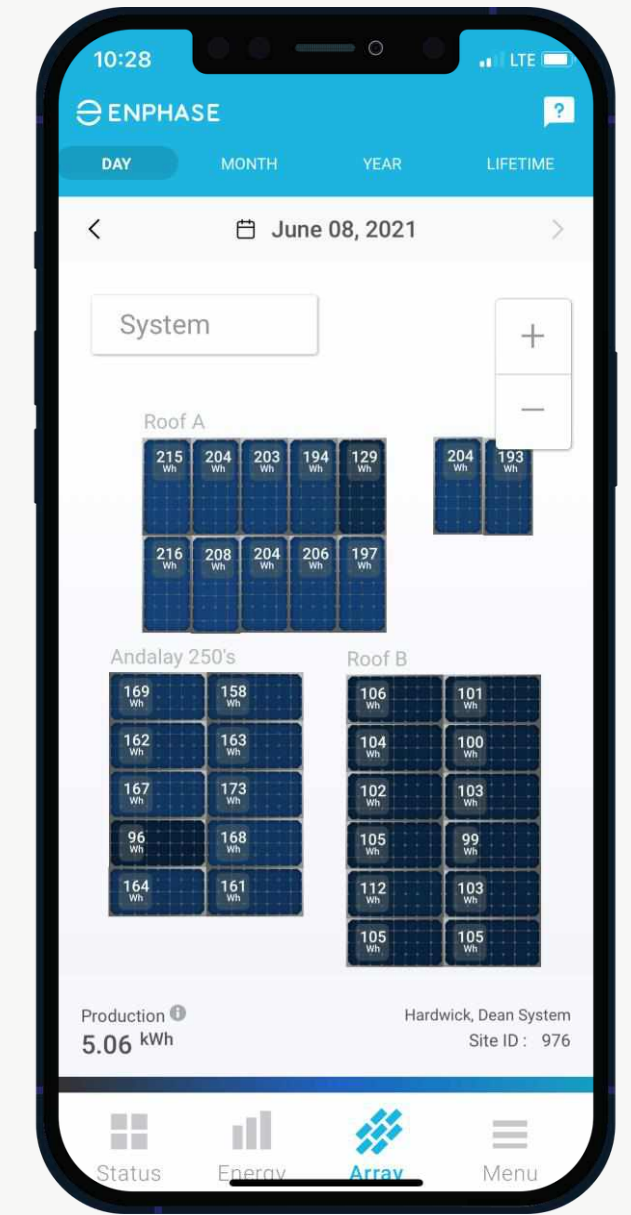 10:28
LTE
ENPHASE
?
DAY MONTH YEAR LIFETIME
June 08, 2021
System
+
−
Roof A
215 Wh 204 Wh 203 Wh 194 Wh 129 Wh 204 Wh 193 Wh
216 Wh 208 Wh 204 Wh 206 Wh 197 Wh
Andalay 250's
169 Wh 158 Wh
162 Wh 163 Wh
167 Wh 173 Wh
96 Wh 168 Wh
164 Wh 161 Wh
Roof B
106 Wh 101 Wh
104 Wh 100 Wh
102 Wh 103 Wh
105 Wh 99 Wh
112 Wh 103 Wh
105 Wh 105 Wh
Production
5.06 kWh
Hardwick, Dean System
Site ID : 976
Status Energy Array Menu